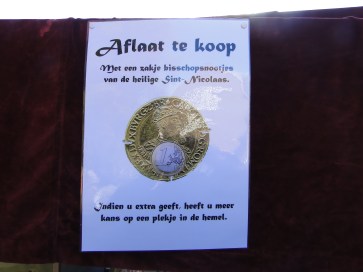 Aflaat te koop
Met een zakje bisschopsnootjes
van de heilige Sint-Nicolaas.
Indien u extra geeft, heeft u meer
kans op een plekje in de hemel.